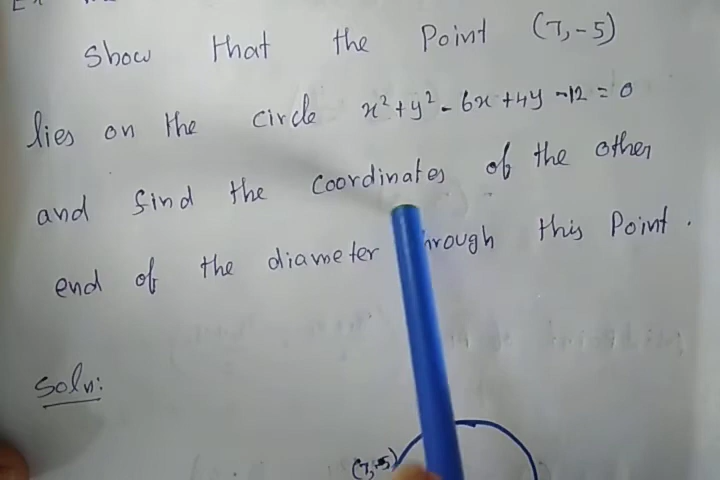 Show that the Point (7,-5)
lies on the circle x² + y² - 6x + 4y - 12 = 0
and find the coordinates of the other
end of the diameter hrough this Point.
Soln:
(7,-5)